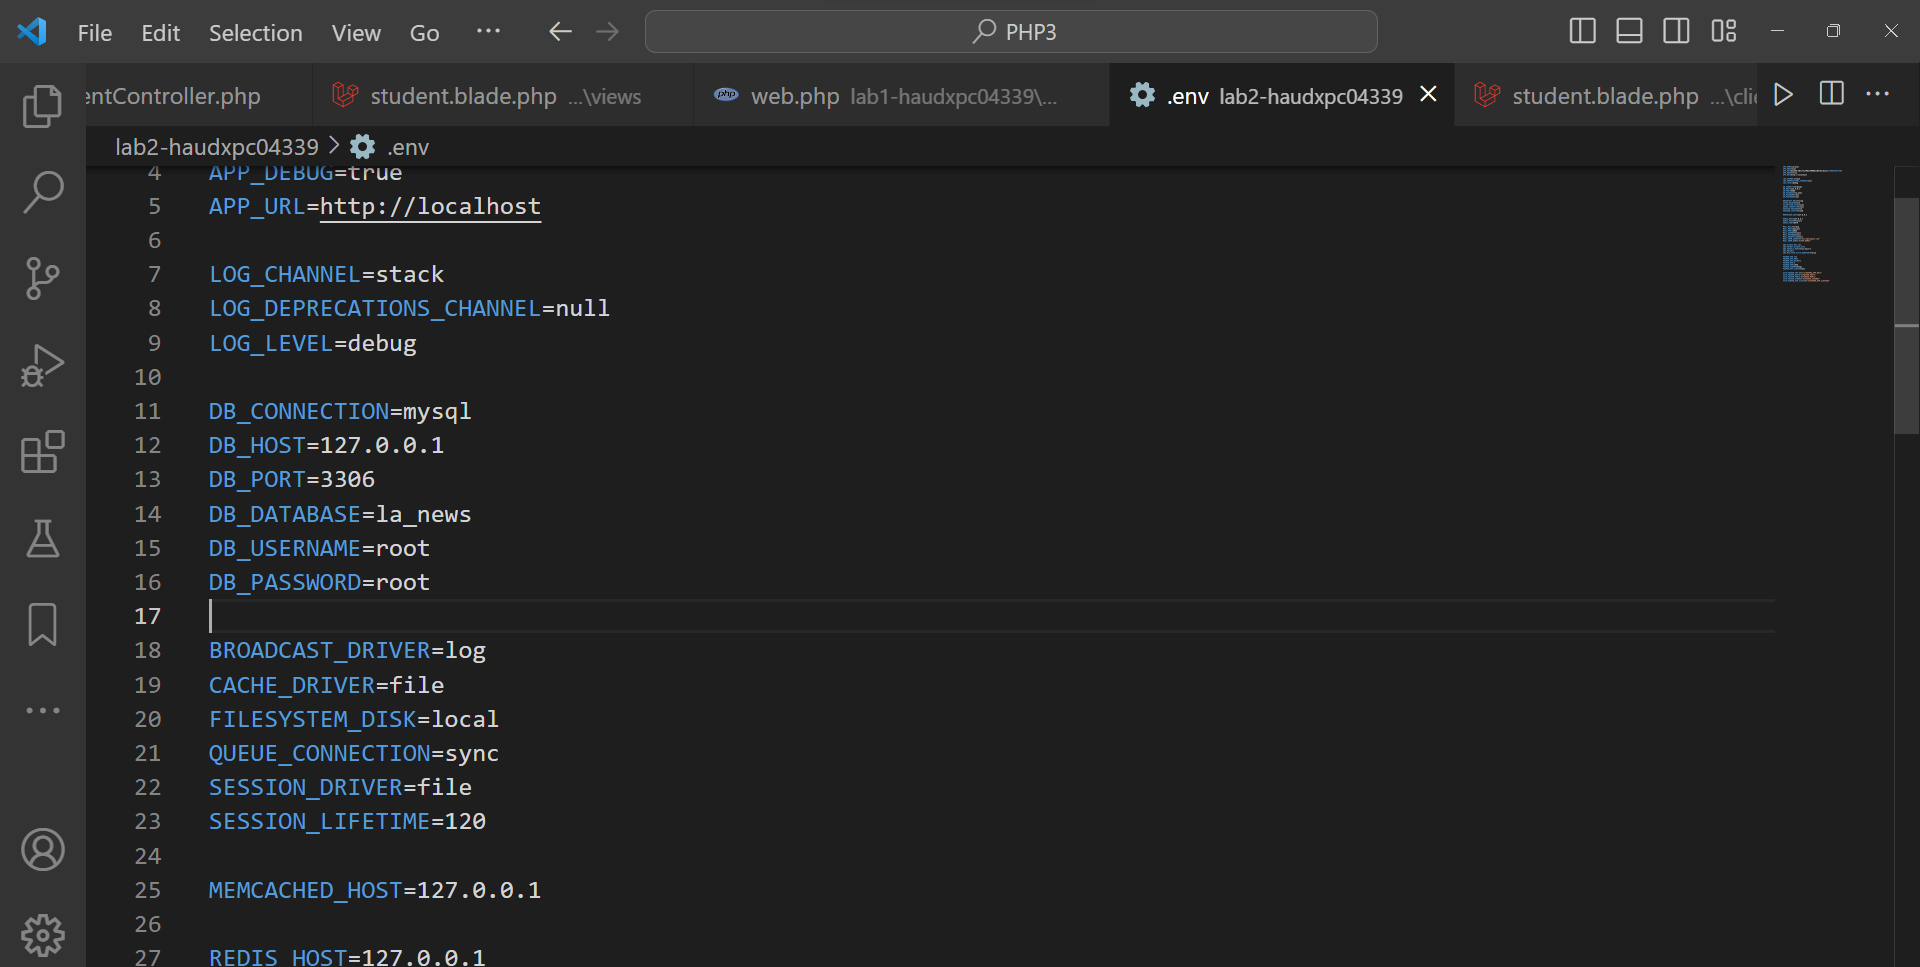 File Edit Selection View Go ... PHP3
entController.php student.blade.php ...\views php web.php lab1-haudxpc04339\... .env lab2-haudxpc04339 student.blade.php ...\clie
lab2-haudxpc04339 > .env
4 APP_DEBUG=true
5 APP_URL=http://localhost
6
7 LOG_CHANNEL=stack
8 LOG_DEPRECATIONS_CHANNEL=null
9 LOG_LEVEL=debug
10
11 DB_CONNECTION=mysql
12 DB_HOST=127.0.0.1
13 DB_PORT=3306
14 DB_DATABASE=la_news
15 DB_USERNAME=root
16 DB_PASSWORD=root
17
18 BROADCAST_DRIVER=log
19 CACHE_DRIVER=file
20 FILESYSTEM_DISK=local
21 QUEUE_CONNECTION=sync
22 SESSION_DRIVER=file
23 SESSION_LIFETIME=120
24
25 MEMCACHED_HOST=127.0.0.1
26
27 REDIS_HOST=127.0.0.1